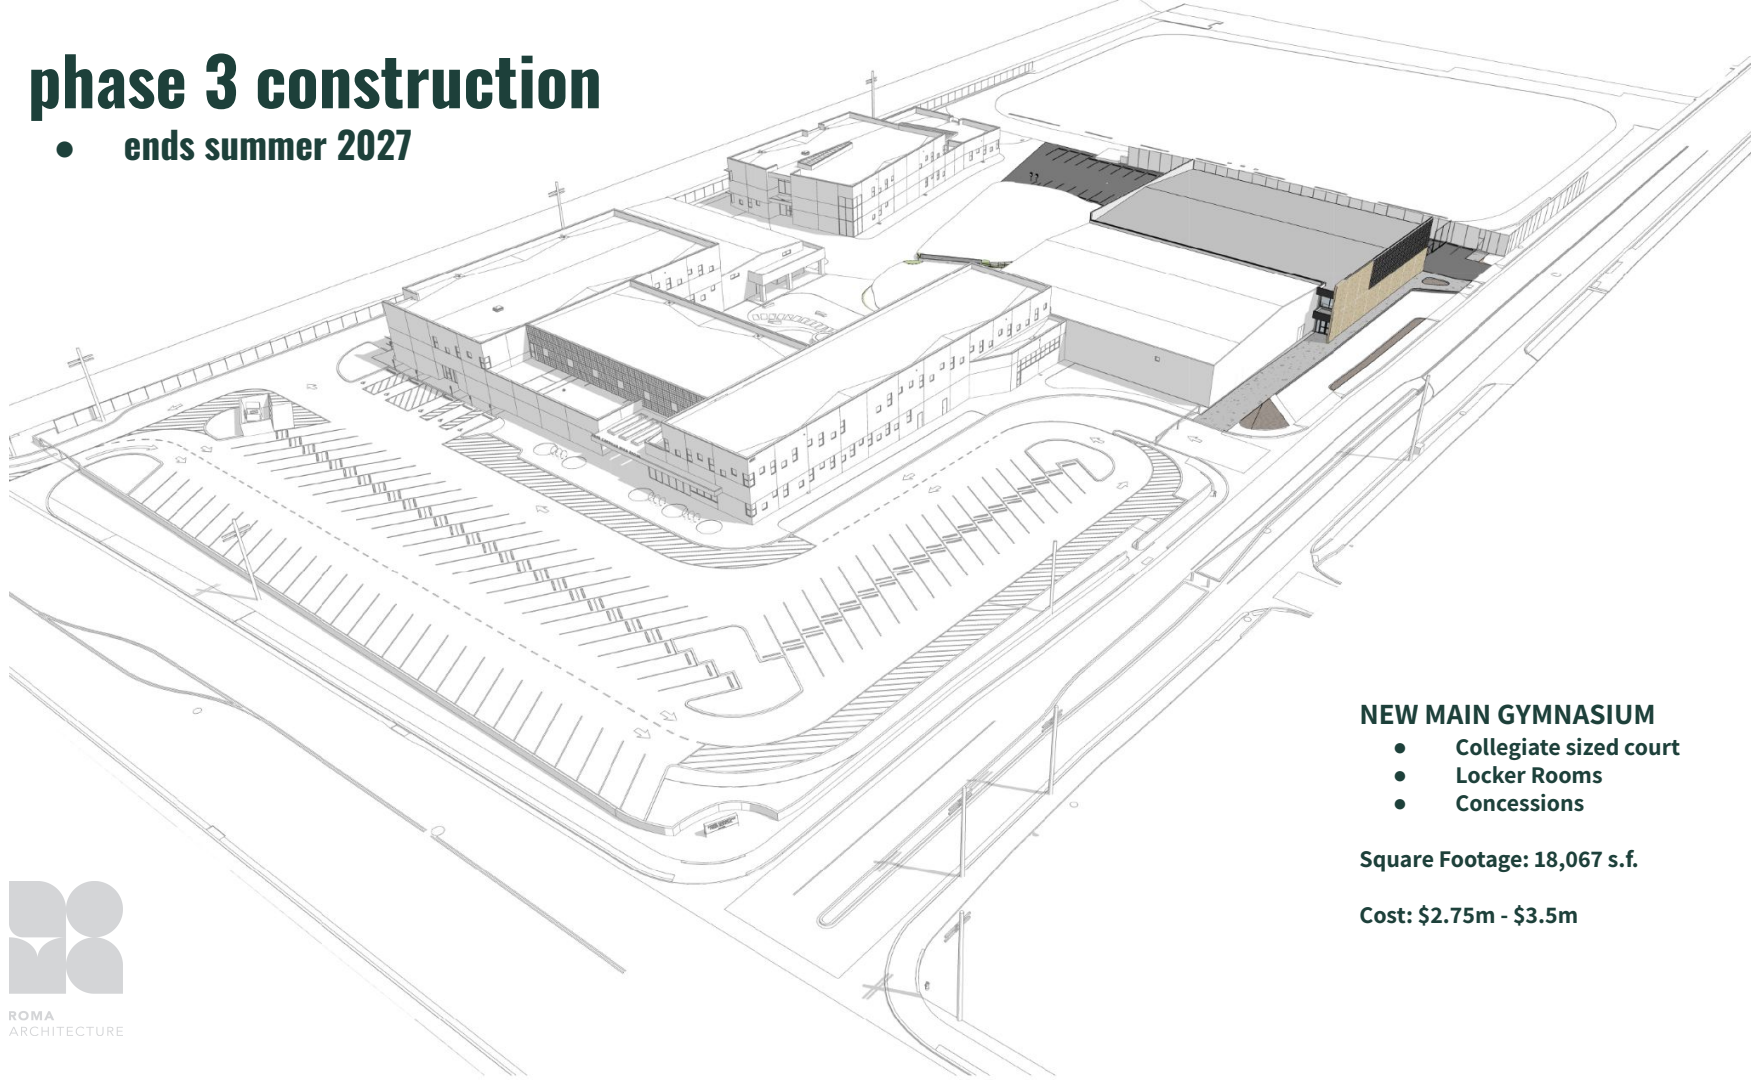 phase 3 construction
● ends summer 2027
NEW MAIN GYMNASIUM
● Collegiate sized court
● Locker Rooms
● Concessions
Square Footage: 18,067 s.f.
Cost: $2.75m - $3.5m
ROMA
ARCHITECTURE